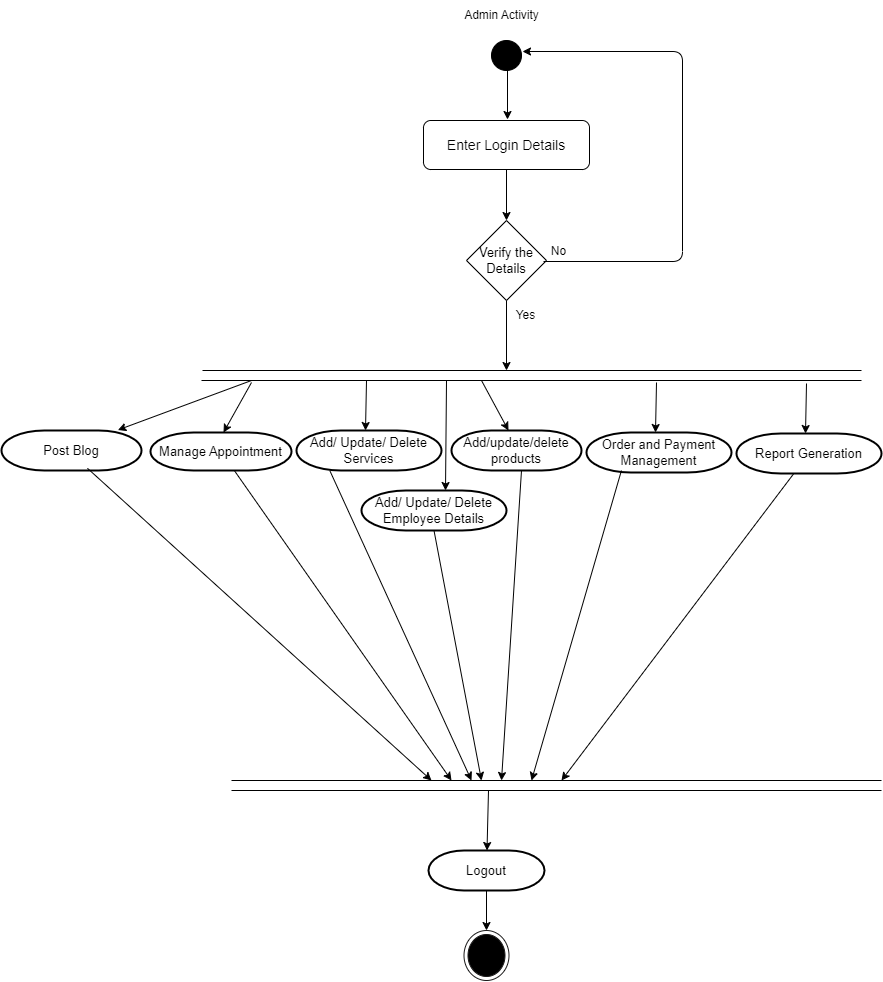 Admin Activity
Enter Login Details
Verify the
Details
No
Yes
Post Blog
Manage Appointment
Add/ Update/ Delete
Services
Add/update/delete
products
Order and Payment
Management
Report Generation
Add/ Update/ Delete
Employee Details
Logout